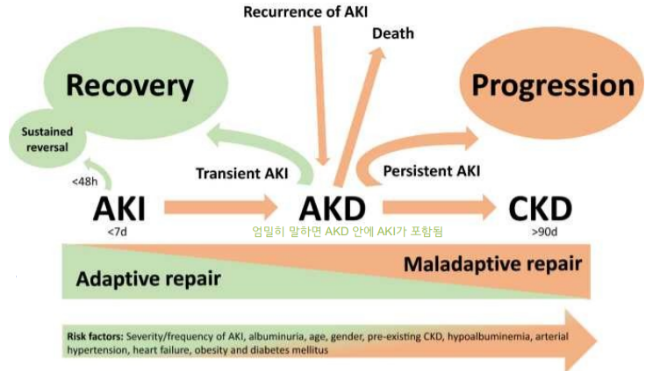 Recurrence of AKI
Death
Recovery
Progression
Sustained
reversal
<48h
Transient AKI
Persistent AKI
AKI
AKD
CKD
<7d
엄밀히 말하면 AKD 안에 AKI가 포함됨
>90d
Adaptive repair
Maladaptive repair
Risk factors: Severity/frequency of AKI, albuminuria, age, gender, pre-existing CKD, hypoalbuminemia, arterial
hypertension, heart failure, obesity and diabetes mellitus